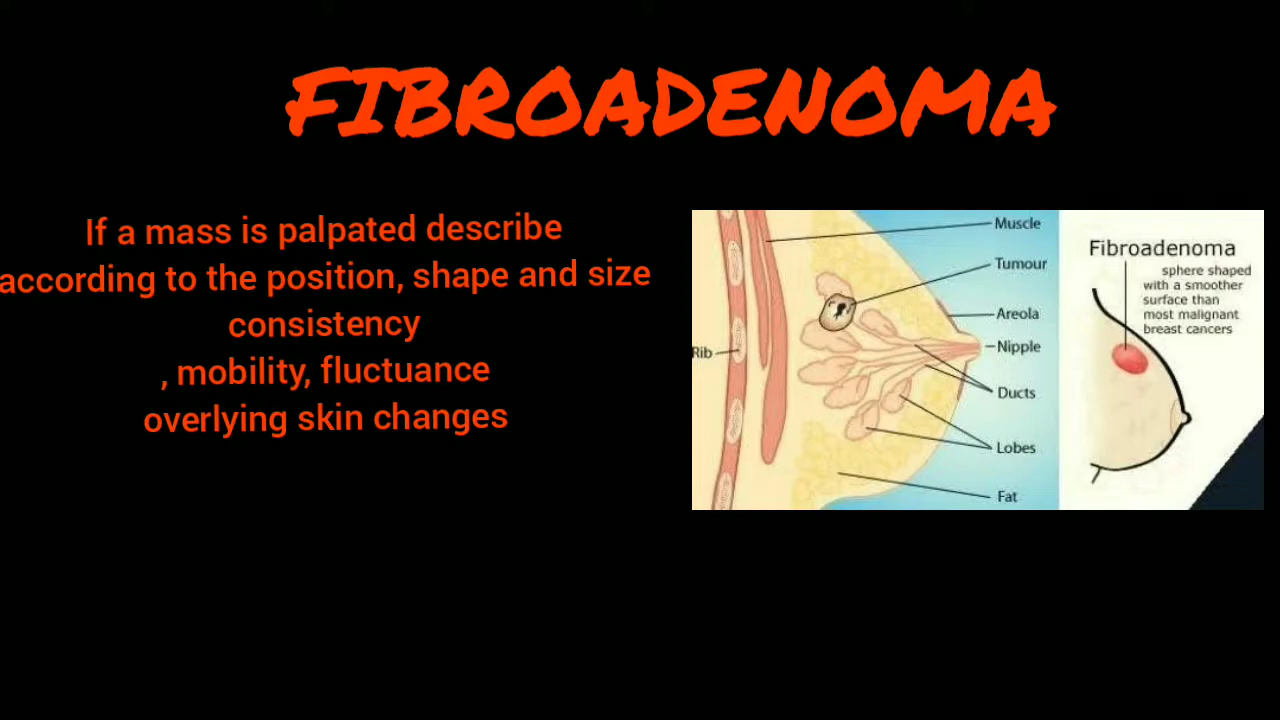 FIBROADENOMA
If a mass is palpated describe
according to the position, shape and size
consistency
, mobility, fluctuance
overlying skin changes
Muscle
Tumour
Areola
Nipple
Rib
Ducts
Lobes
Fat
Fibroadenoma
sphere shaped
with a smoother
surface than
most malignant
breast cancers